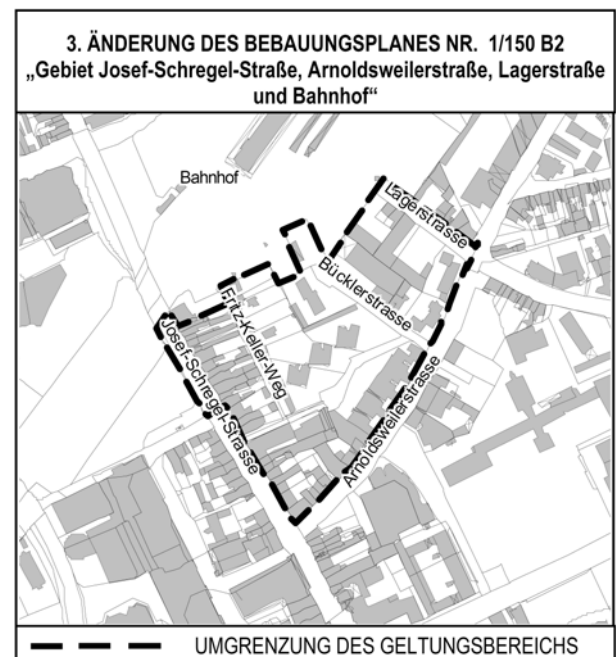 3. ÄNDERUNG DES BEBAUUNGSPLANES NR. 1/150 B2
„Gebiet Josef-Schregel-Straße, Arnoldsweilerstraße, Lagerstraße
und Bahnhof“
Bahnhof
Lagerstrasse
Bücklerstrasse
Fritz-Keller-Weg
Josef-Schregel-Strasse
Arnoldsweilerstrasse
UMGRENZUNG DES GELTUNGSBEREICHS